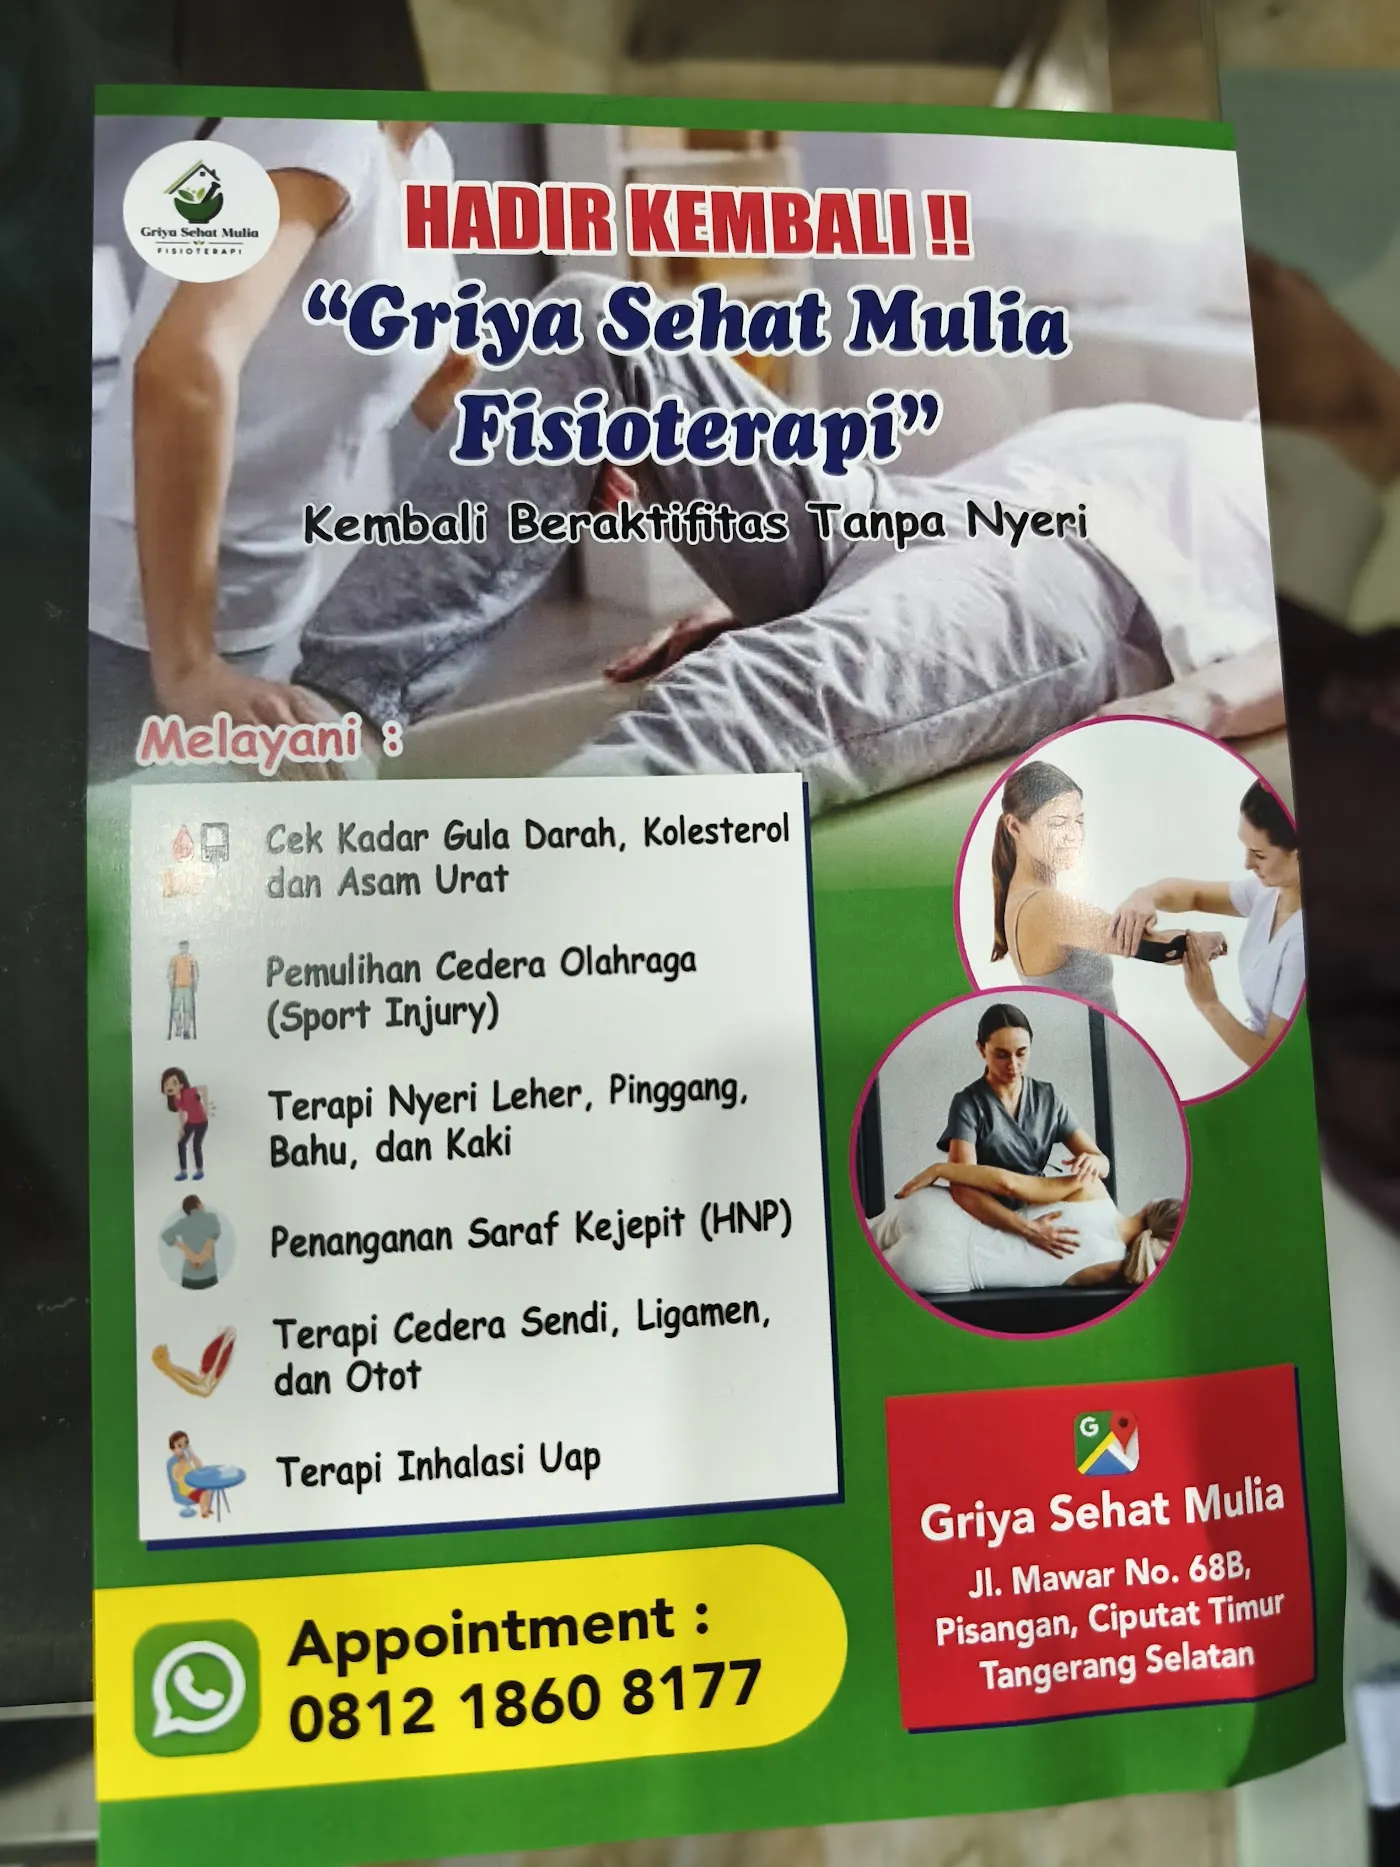 Griya Sehat Mulia
FISIOTERAPI
HADIR KEMBALI !!
“Griya Sehat Mulia
Fisioterapi”
Kembali Beraktifitas Tanpa Nyeri
Melayani :
Cek Kadar Gula Darah, Kolesterol
dan Asam Urat
Pemulihan Cedera Olahraga
(Sport Injury)
Terapi Nyeri Leher, Pinggang,
Bahu, dan Kaki
Penanganan Saraf Kejepit (HNP)
Terapi Cedera Sendi, Ligamen,
dan Otot
Terapi Inhalasi Uap
Appointment :
0812 1860 8177
G
Griya Sehat Mulia
Jl. Mawar No. 68B,
Pisangan, Ciputat Timur
Tangerang Selatan